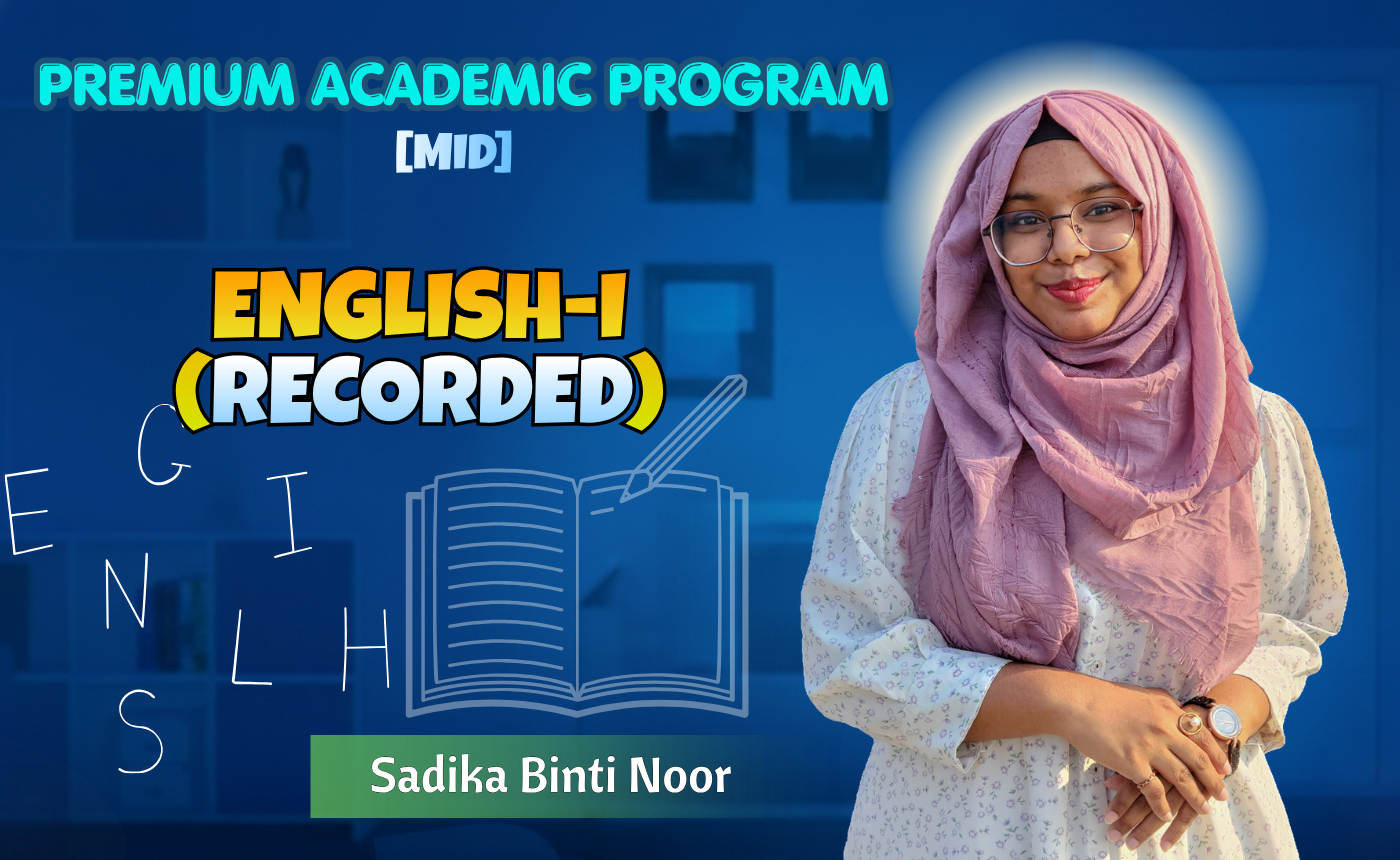 PREMIUM ACADEMIC PROGRAM
[MID]
ENGLISH-I
(RECORDED)
G
E
I
N
L
H
S
Sadika Binti Noor